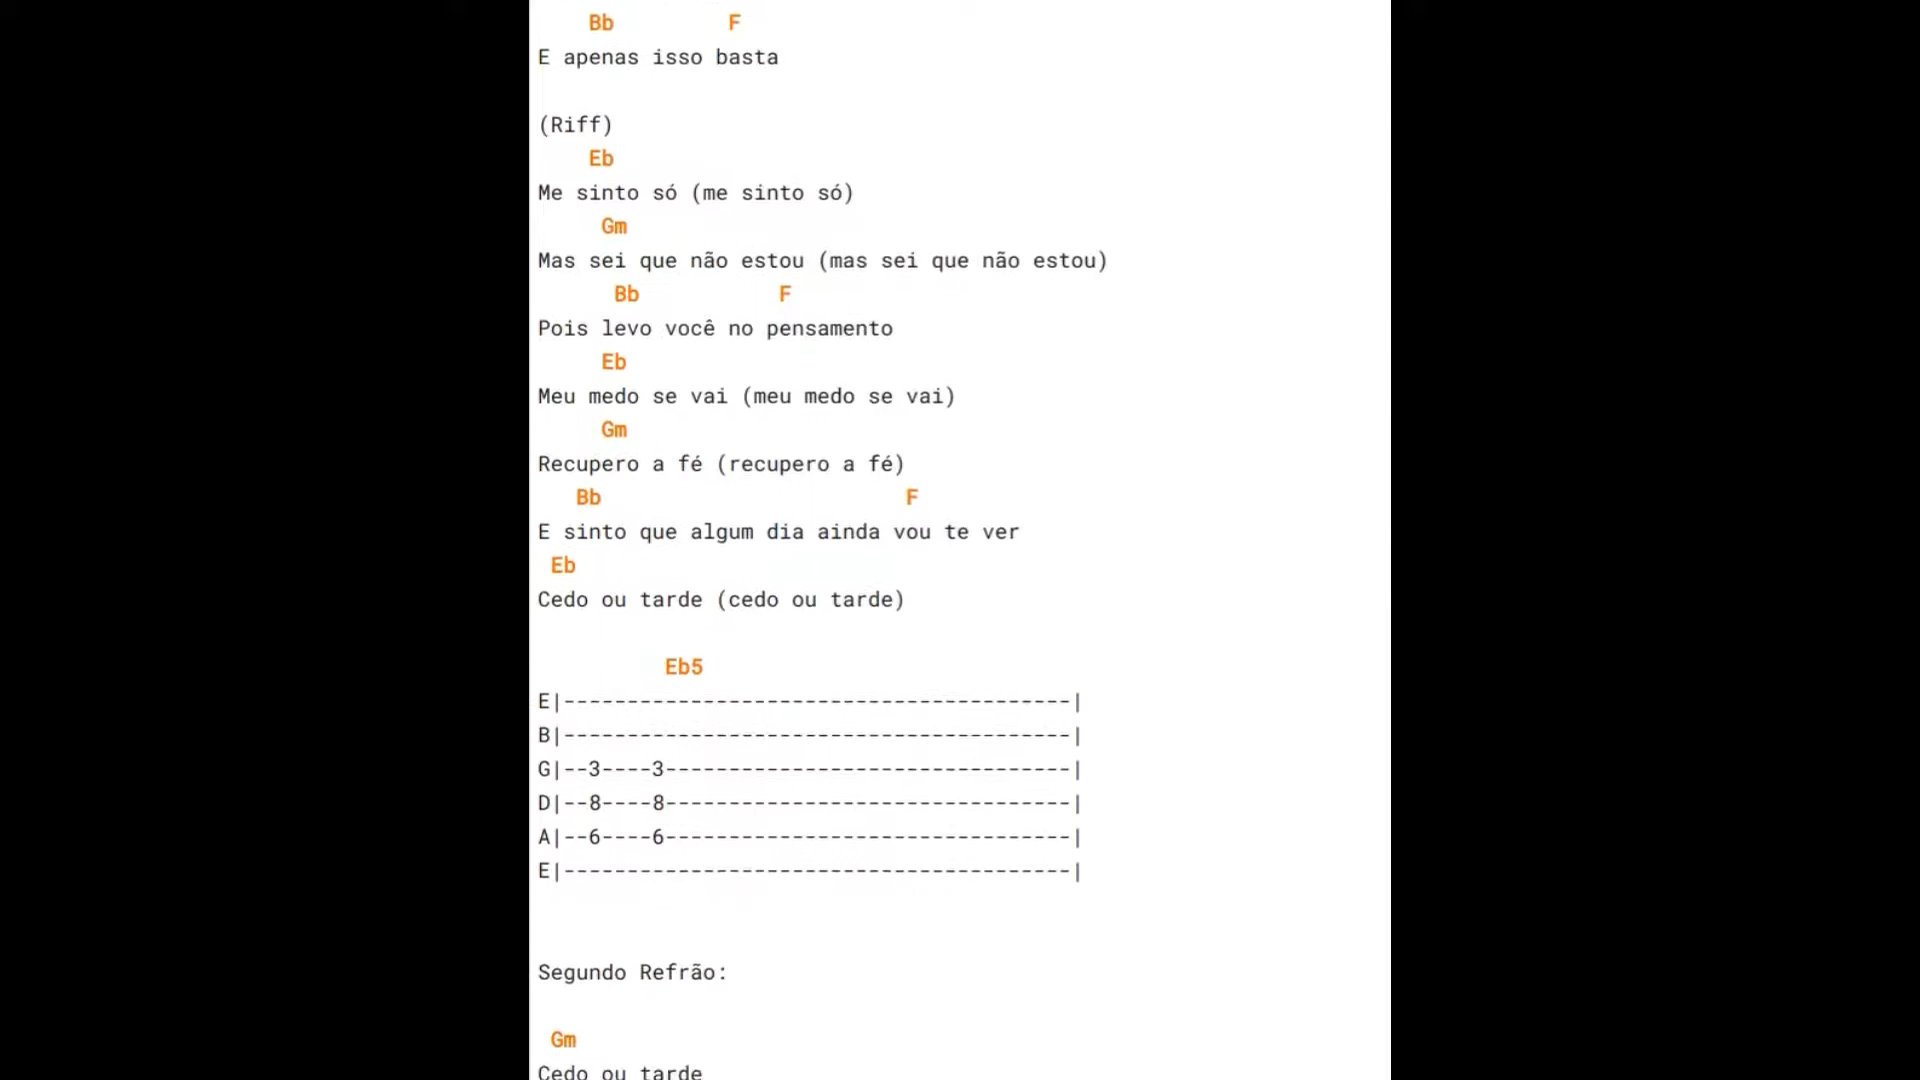 Bb         F
E apenas isso basta

(Riff)
    Eb
Me sinto só (me sinto só)
     Gm
Mas sei que não estou (mas sei que não estou)
      Bb           F
Pois levo você no pensamento
     Eb
Meu medo se vai (meu medo se vai)
     Gm
Recupero a fé (recupero a fé)
   Bb                        F
E sinto que algum dia ainda vou te ver
 Eb
Cedo ou tarde (cedo ou tarde)

          Eb5
E|----------------------------------------|
B|----------------------------------------|
G|--3----3--------------------------------|
D|--8----8--------------------------------|
A|--6----6--------------------------------|
E|----------------------------------------|

Segundo Refrão:

 Gm
Cedo ou tarde